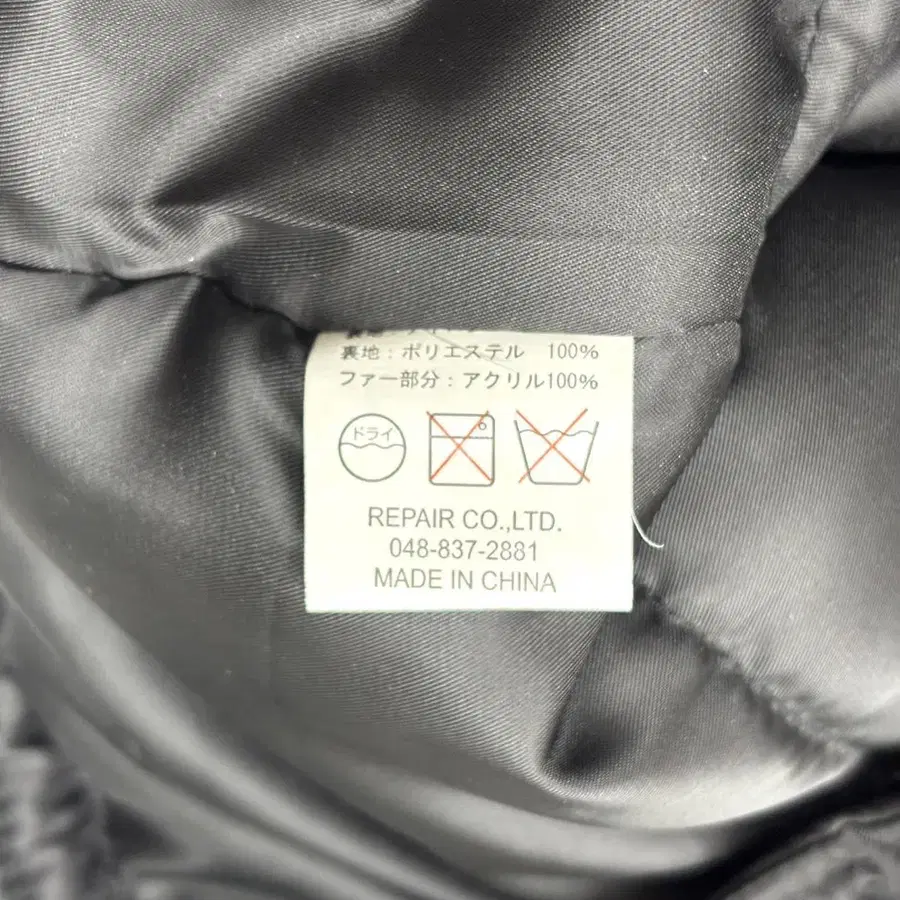 裏地：ポリエステル 100%
ファー部分：アクリル100%
ドライ
REPAIR CO.,LTD.
048-837-2881
MADE IN CHINA